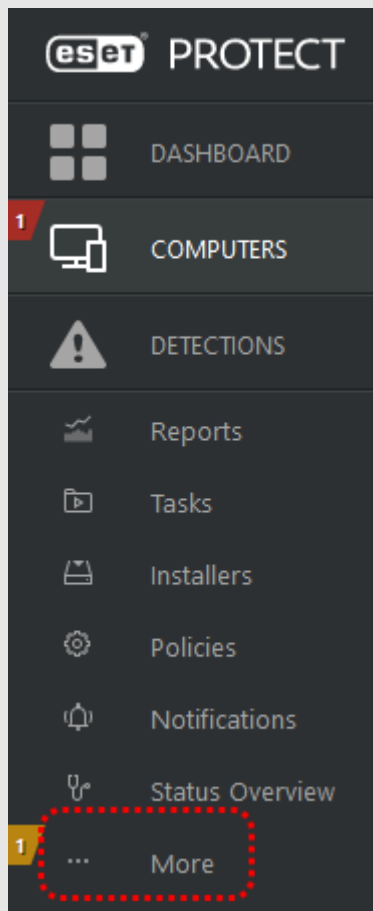 eset® PROTECT
DASHBOARD
1
COMPUTERS
DETECTIONS
Reports
Tasks
Installers
Policies
Notifications
Status Overview
1
... More